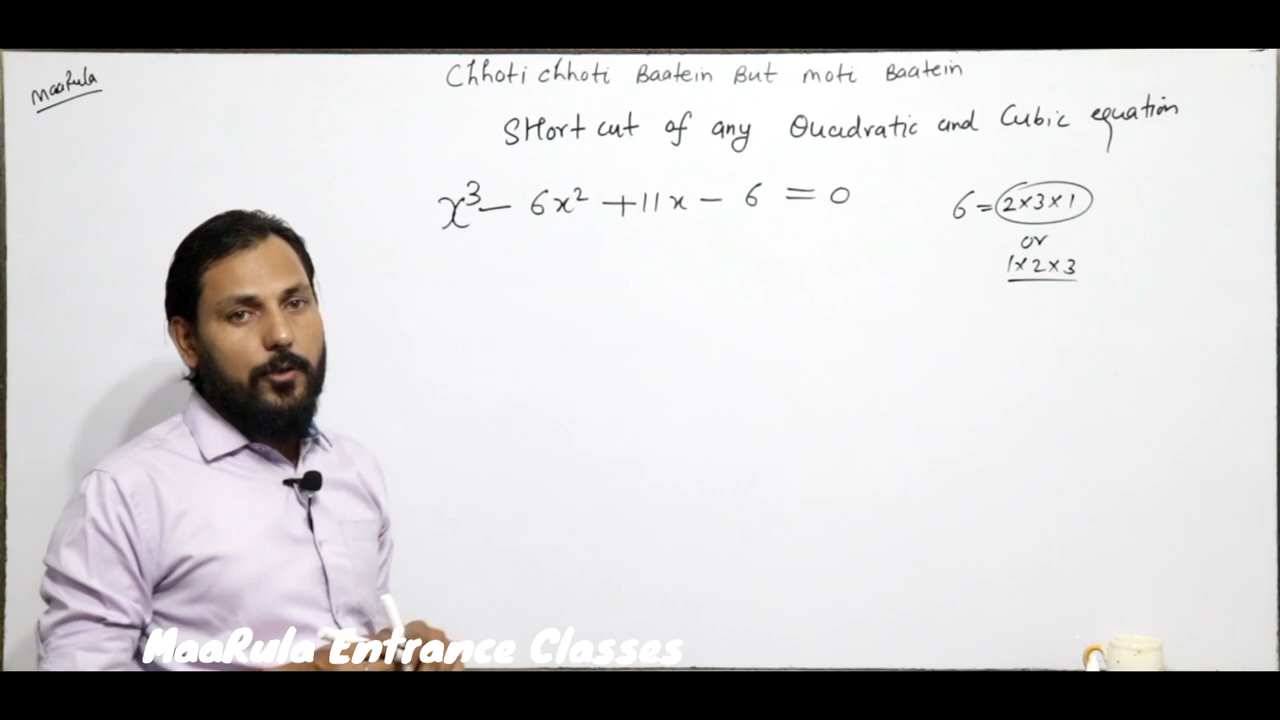 MaaRula
Chhoti chhoti Baatein But moti Baatein
SHort cut of any Quadratic and Cubic equation
x³ - 6x² + 11x - 6 = 0
6 = 2×3×1
or
1×2×3
MaaRula Entrance Classes